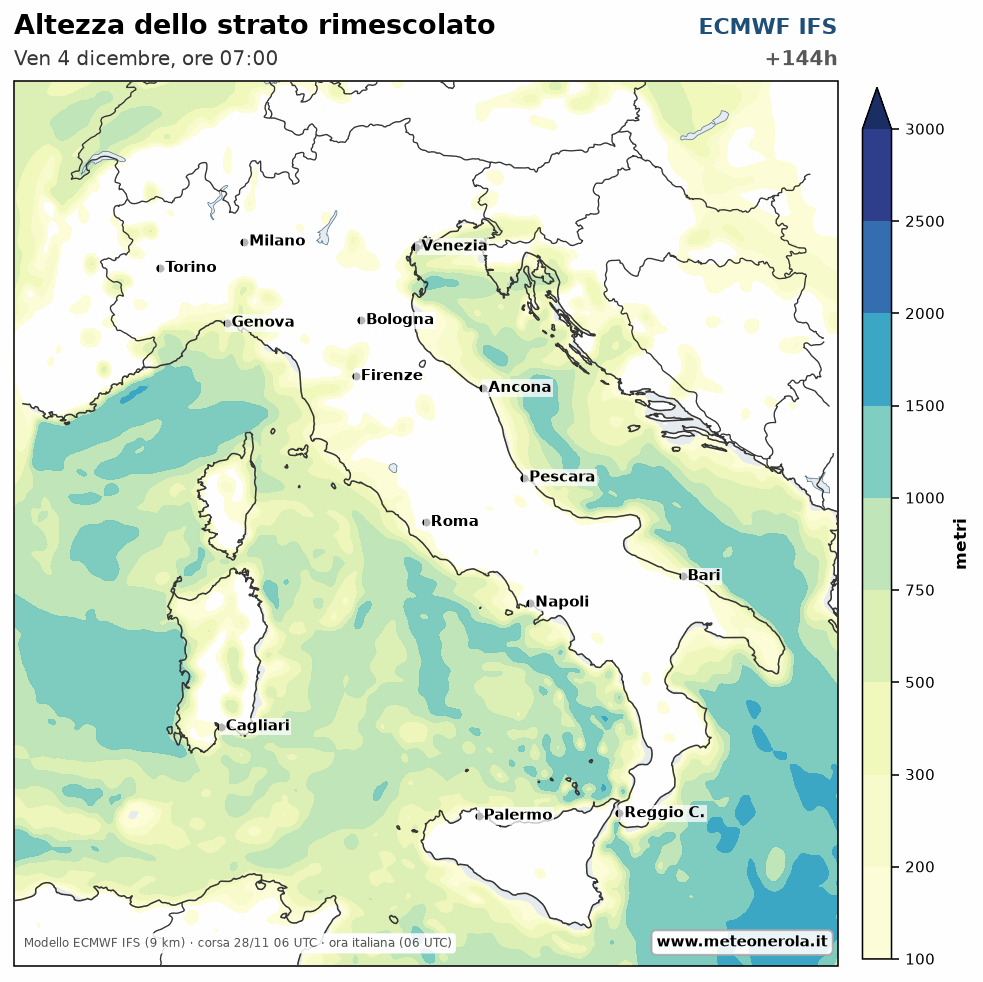 Altezza dello strato rimescolato
ECMWF IFS
Ven 4 dicembre, ore 07:00
+144h
Milano
Venezia
Torino
Genova
Bologna
Firenze
Ancona
Pescara
Roma
Bari
Napoli
Cagliari
Palermo
Reggio C.
3000
2500
2000
1500
1000
750
500
300
200
100
metri
Modello ECMWF IFS (9 km) · corsa 28/11 06 UTC · ora italiana (06 UTC)
www.meteonerola.it